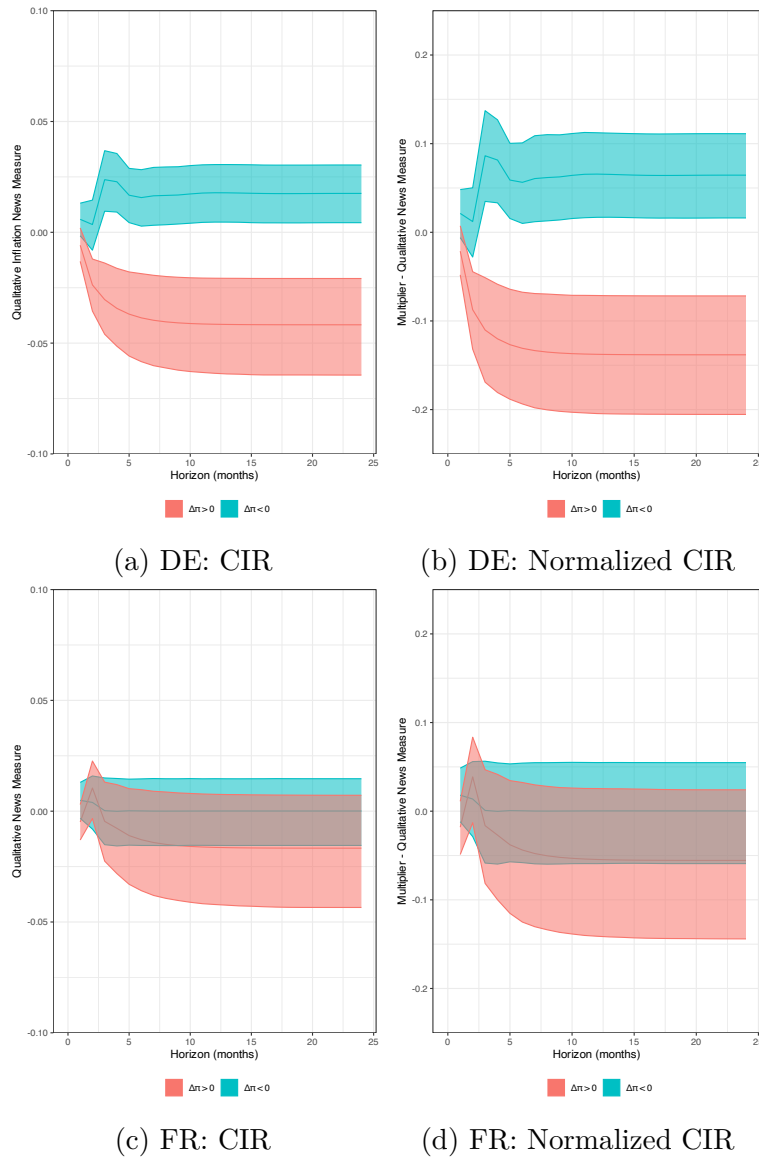 0.10
0.05
0.00
-0.05
-0.10
Qualitative Inflation News Measure
0 5 10 15 20 25
Horizon (months)
Δπ > 0 Δπ < 0
(a) DE: CIR
0.2
0.1
0.0
-0.1
-0.2
Multiplier - Qualitative News Measure
0 5 10 15 20 25
Horizon (months)
Δπ > 0 Δπ < 0
(b) DE: Normalized CIR
0.10
0.05
0.00
-0.05
-0.10
Qualitative News Measure
0 5 10 15 20 25
Horizon (months)
Δπ > 0 Δπ < 0
(c) FR: CIR
0.2
0.1
0.0
-0.1
-0.2
Multiplier - Qualitative News Measure
0 5 10 15 20 25
Horizon (months)
Δπ > 0 Δπ < 0
(d) FR: Normalized CIR